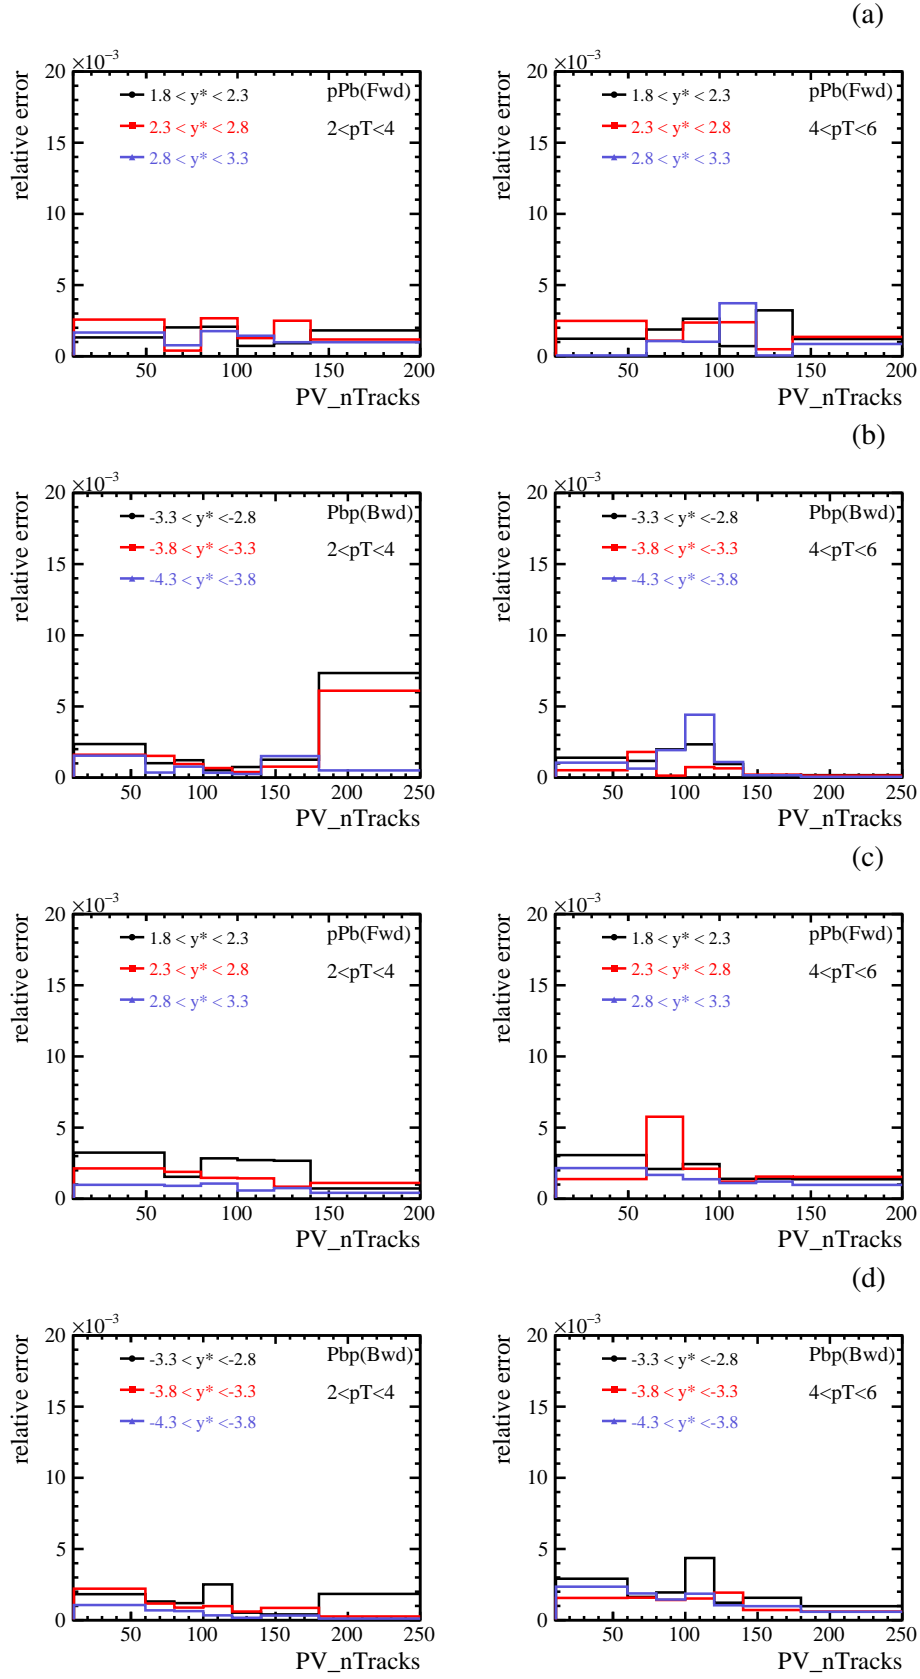 (a)
×10⁻³
relative error
20
15
10
5
0
1.8 < y* < 2.3
2.3 < y* < 2.8
2.8 < y* < 3.3
pPb(Fwd)
2<pT<4
50 100 150 200
PV_nTracks
×10⁻³
relative error
20
15
10
5
0
1.8 < y* < 2.3
2.3 < y* < 2.8
2.8 < y* < 3.3
pPb(Fwd)
4<pT<6
50 100 150 200
PV_nTracks
(b)
×10⁻³
relative error
20
15
10
5
0
-3.3 < y* <-2.8
-3.8 < y* <-3.3
-4.3 < y* <-3.8
Pbp(Bwd)
2<pT<4
50 100 150 200 250
PV_nTracks
×10⁻³
relative error
20
15
10
5
0
-3.3 < y* <-2.8
-3.8 < y* <-3.3
-4.3 < y* <-3.8
Pbp(Bwd)
4<pT<6
50 100 150 200 250
PV_nTracks
(c)
×10⁻³
relative error
20
15
10
5
0
1.8 < y* < 2.3
2.3 < y* < 2.8
2.8 < y* < 3.3
pPb(Fwd)
2<pT<4
50 100 150 200
PV_nTracks
×10⁻³
relative error
20
15
10
5
0
1.8 < y* < 2.3
2.3 < y* < 2.8
2.8 < y* < 3.3
pPb(Fwd)
4<pT<6
50 100 150 200
PV_nTracks
(d)
×10⁻³
relative error
20
15
10
5
0
-3.3 < y* <-2.8
-3.8 < y* <-3.3
-4.3 < y* <-3.8
Pbp(Bwd)
2<pT<4
50 100 150 200 250
PV_nTracks
×10⁻³
relative error
20
15
10
5
0
-3.3 < y* <-2.8
-3.8 < y* <-3.3
-4.3 < y* <-3.8
Pbp(Bwd)
4<pT<6
50 100 150 200 250
PV_nTracks